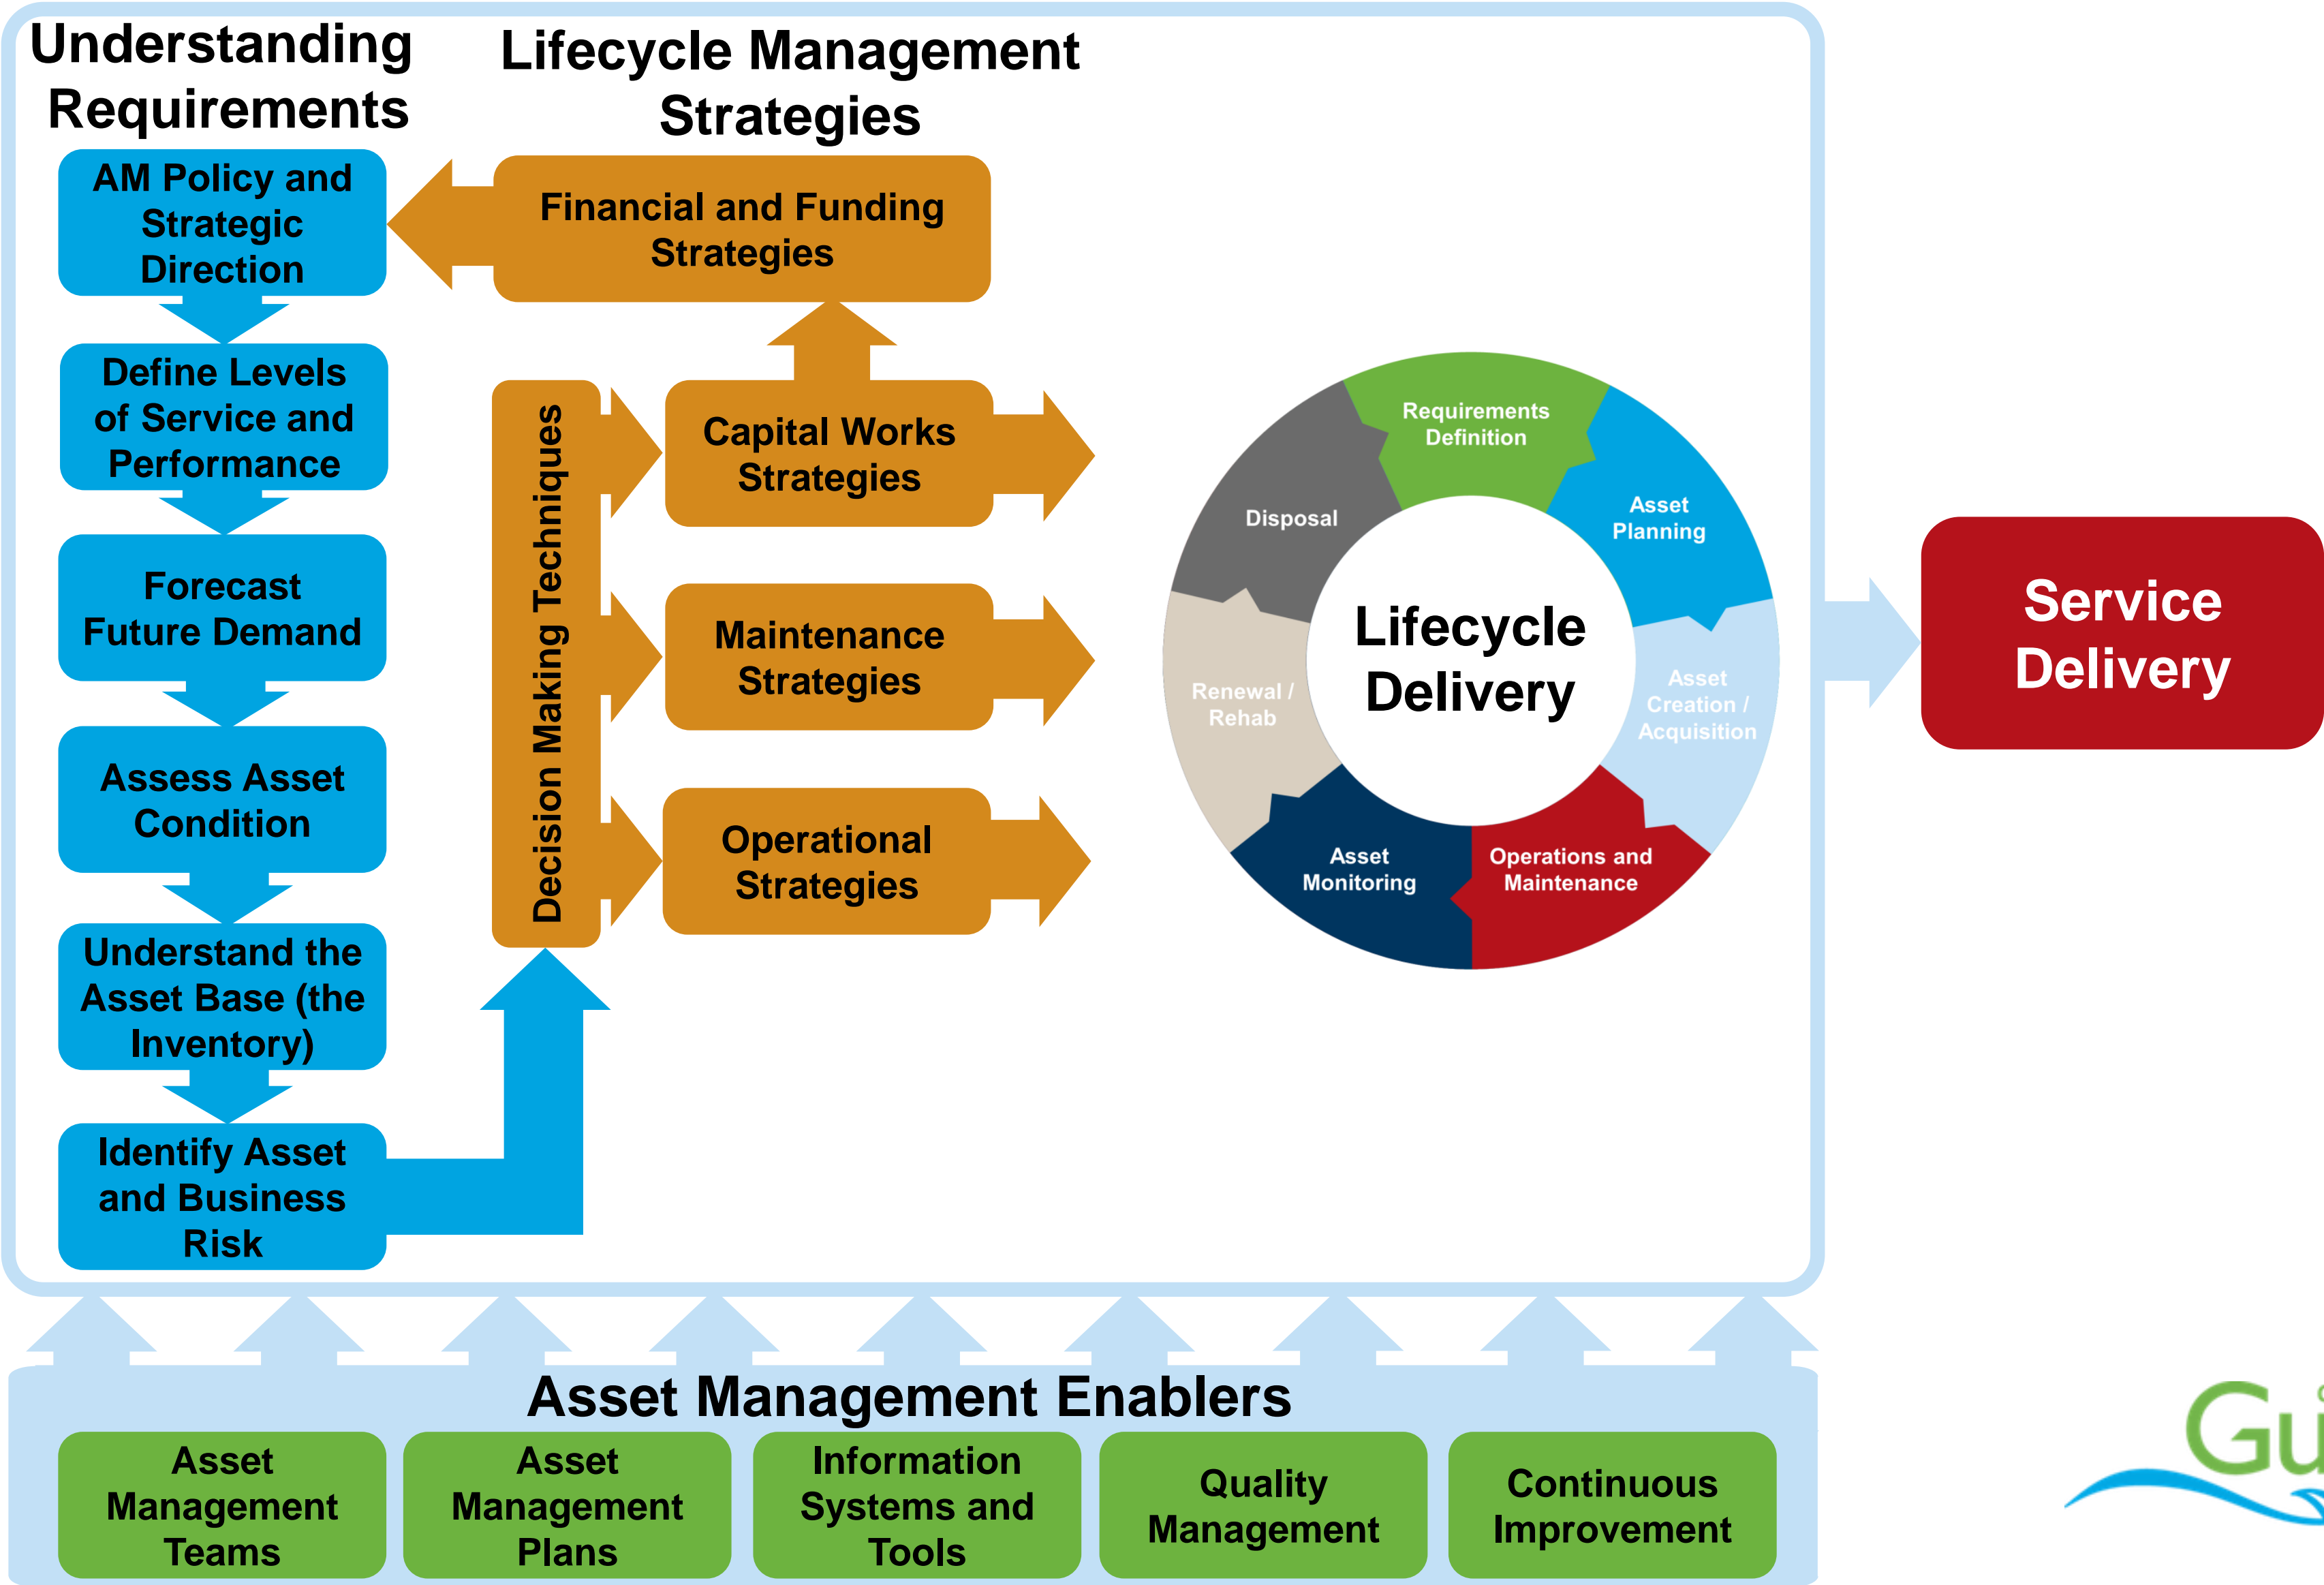 Understanding
Requirements
Lifecycle Management
Strategies
AM Policy and
Strategic
Direction
Define Levels
of Service and
Performance
Forecast
Future Demand
Assess Asset
Condition
Understand the
Asset Base (the
Inventory)
Identify Asset
and Business
Risk
Financial and Funding
Strategies
Decision Making Techniques
Capital Works
Strategies
Maintenance
Strategies
Operational
Strategies
Requirements
Definition
Asset
Planning
Asset
Creation /
Acquisition
Operations and
Maintenance
Asset
Monitoring
Renewal /
Rehab
Disposal
Lifecycle
Delivery
Service
Delivery
Asset Management Enablers
Asset
Management
Teams
Asset
Management
Plans
Information
Systems and
Tools
Quality
Management
Continuous
Improvement